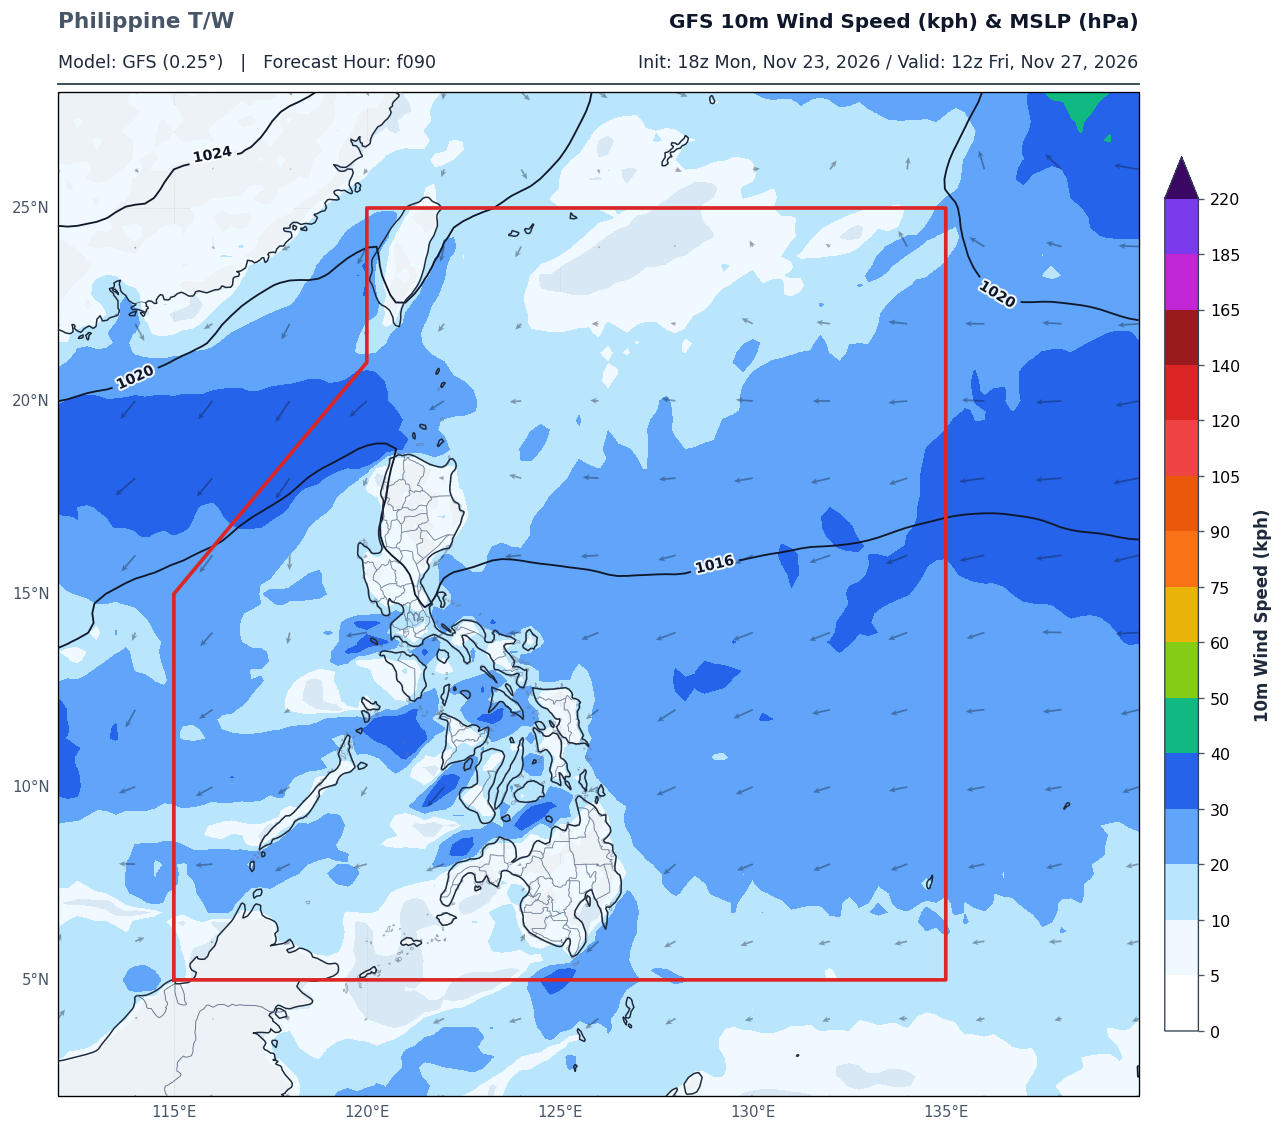 Philippine T/W
GFS 10m Wind Speed (kph) & MSLP (hPa)
Model: GFS (0.25°)   |   Forecast Hour: f090
Init: 18z Mon, Nov 23, 2026 / Valid: 12z Fri, Nov 27, 2026
1024
1020
1020
1016
25°N
20°N
15°N
10°N
5°N
115°E
120°E
125°E
130°E
135°E
220
185
165
140
120
105
90
75
60
50
40
30
20
10
5
0
10m Wind Speed (kph)